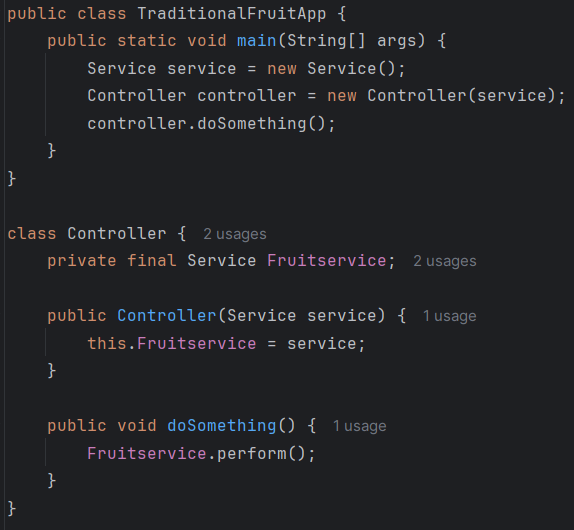 public class TraditionalFruitApp {
    public static void main(String[] args) {
        Service service = new Service();
        Controller controller = new Controller(service);
        controller.doSomething();
    }
}

class Controller {  2 usages
    private final Service Fruitservice;  2 usages

    public Controller(Service service) {  1 usage
        this.Fruitservice = service;
    }

    public void doSomething() {  1 usage
        Fruitservice.perform();
    }
}